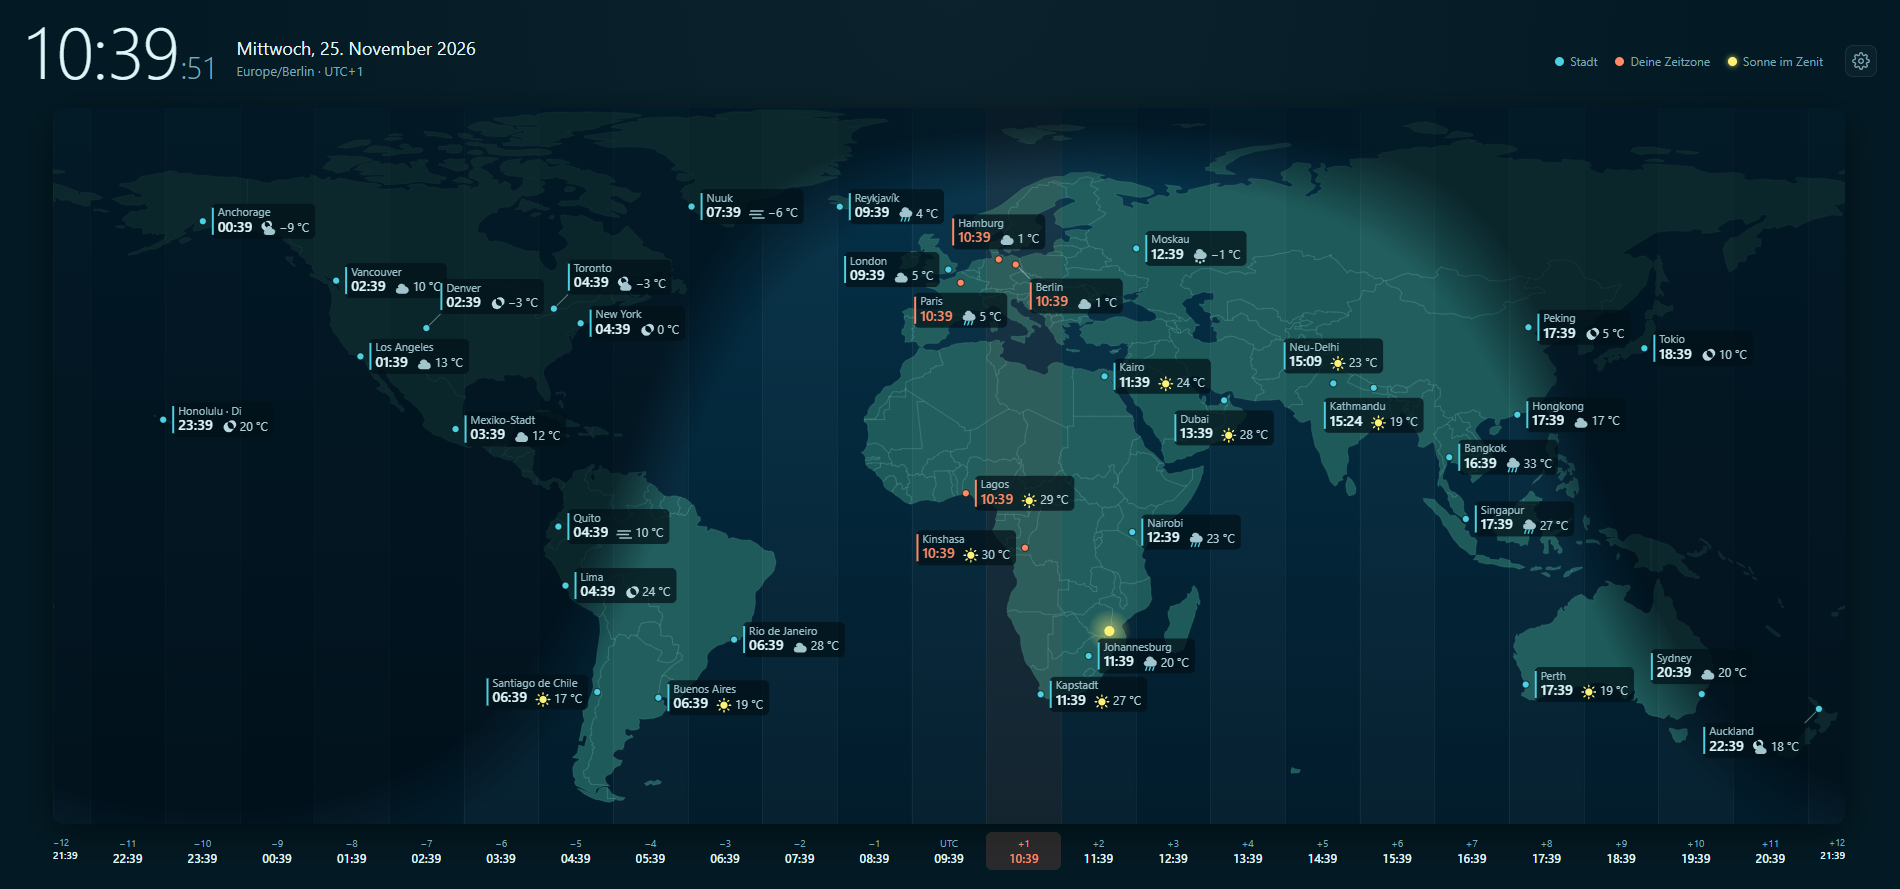 10:39:51
Mittwoch, 25. November 2026
Europe/Berlin · UTC+1
Stadt
Deine Zeitzone
Sonne im Zenit
Nuuk
07:39 −6 °C
Reykjavík
09:39 4 °C
Anchorage
00:39 −9 °C
Hamburg
10:39 1 °C
Moskau
12:39 −1 °C
London
09:39 5 °C
Vancouver
02:39 10 °C
Toronto
04:39 −3 °C
Denver
02:39 −3 °C
Berlin
10:39 1 °C
Paris
10:39 5 °C
New York
04:39 0 °C
Peking
17:39 5 °C
Tokio
18:39 10 °C
Los Angeles
01:39 13 °C
Neu-Delhi
15:09 23 °C
Kairo
11:39 24 °C
Honolulu · Di
23:39 20 °C
Mexiko-Stadt
03:39 12 °C
Dubai
13:39 28 °C
Kathmandu
15:24 19 °C
Hongkong
17:39 17 °C
Bangkok
16:39 33 °C
Lagos
10:39 29 °C
Singapur
17:39 27 °C
Quito
04:39 10 °C
Nairobi
12:39 23 °C
Kinshasa
10:39 30 °C
Lima
04:39 24 °C
Rio de Janeiro
06:39 28 °C
Johannesburg
11:39 20 °C
Sydney
20:39 20 °C
Santiago de Chile
06:39 17 °C
Buenos Aires
06:39 19 °C
Kapstadt
11:39 27 °C
Perth
17:39 19 °C
Auckland
22:39 18 °C
−12 −11 −10 −9 −8 −7 −6 −5 −4 −3 −2 −1 UTC +1 +2 +3 +4 +5 +6 +7 +8 +9 +10 +11 +12
21:39 22:39 23:39 00:39 01:39 02:39 03:39 04:39 05:39 06:39 07:39 08:39 09:39 10:39 11:39 12:39 13:39 14:39 15:39 16:39 17:39 18:39 19:39 20:39 21:39